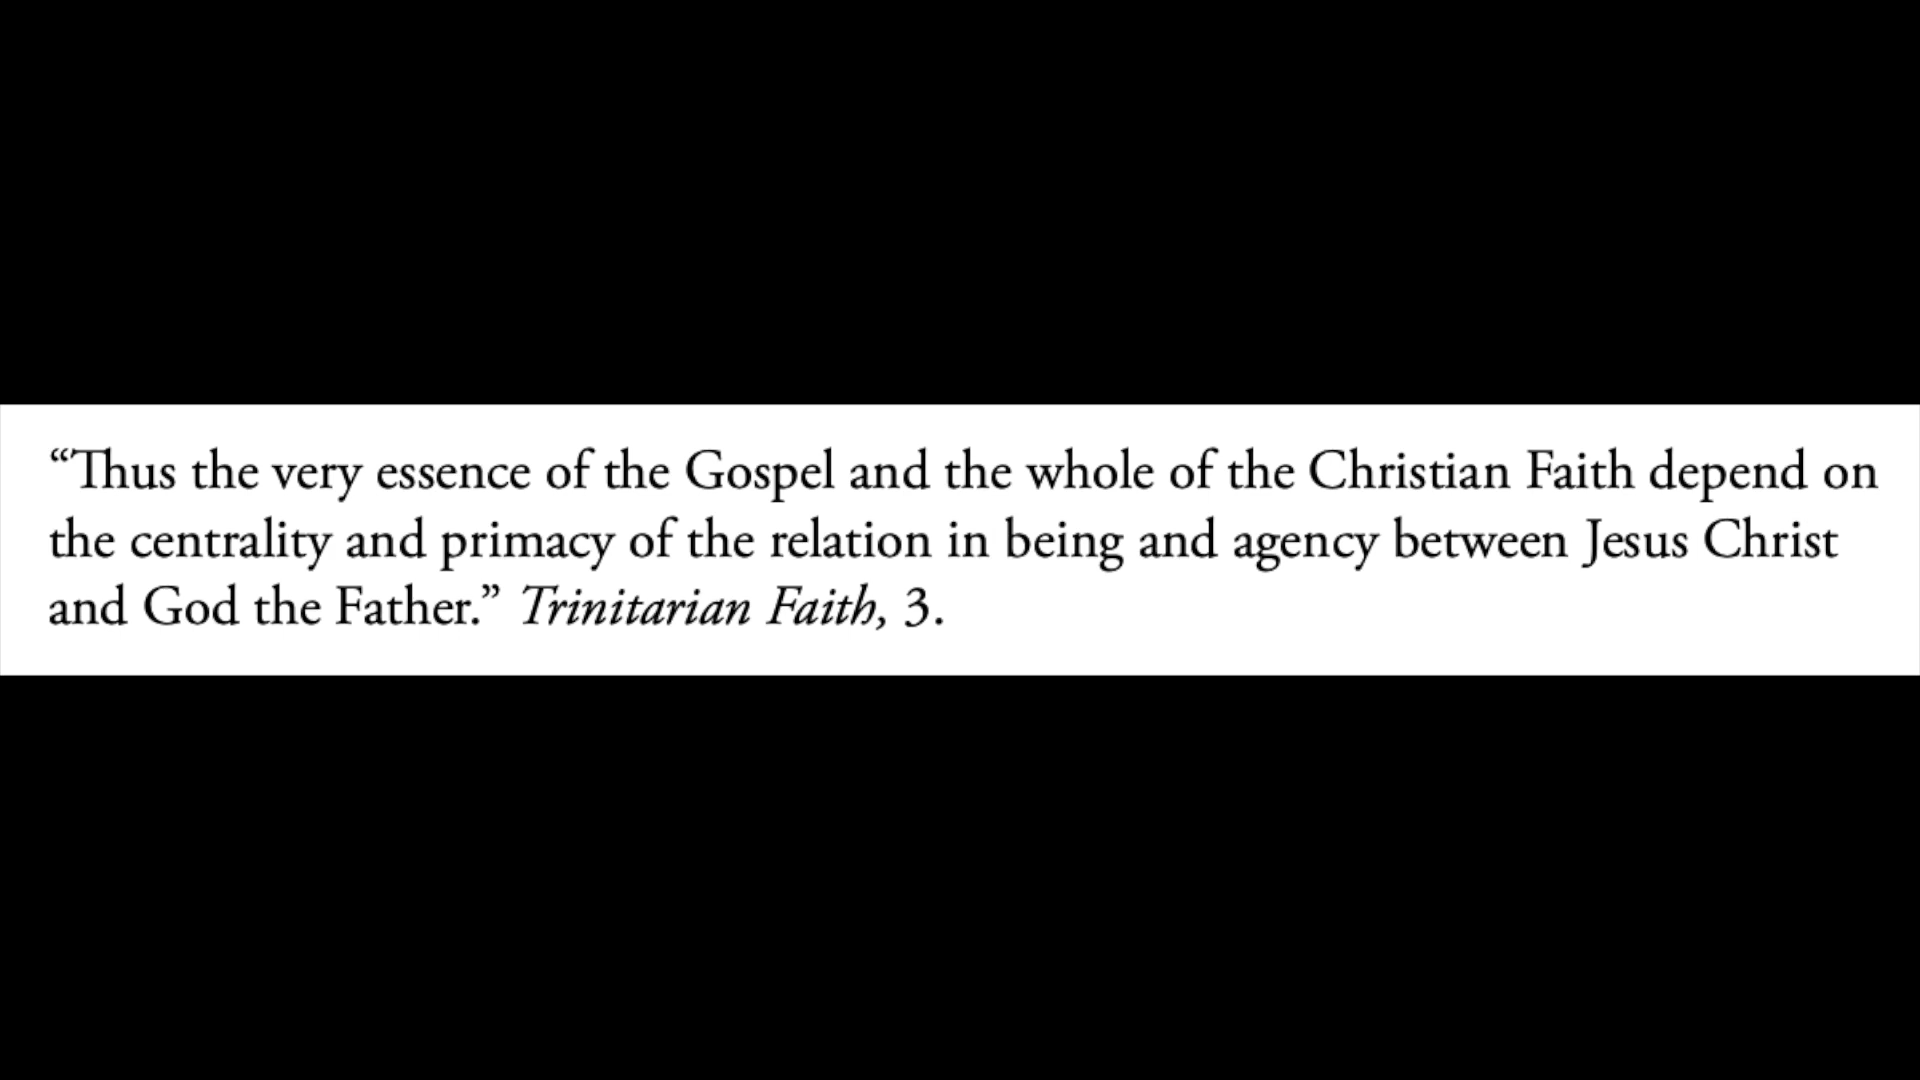 “Thus the very essence of the Gospel and the whole of the Christian Faith depend on
the centrality and primacy of the relation in being and agency between Jesus Christ
and God the Father.” Trinitarian Faith, 3.